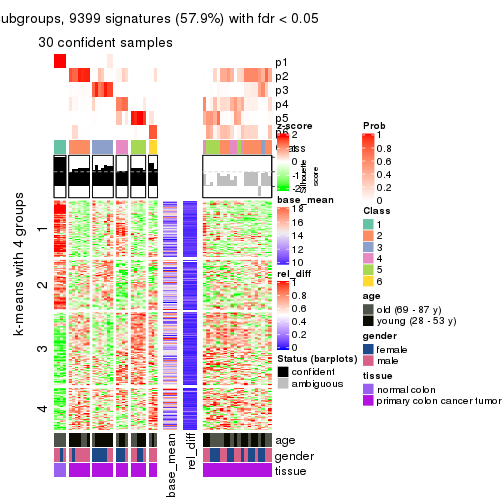 ubgroups, 9399 signatures (57.9%) with fdr < 0.05
30 confident samples
p1
p2
p3
p4
p5
z-score
2
1
0
-1
-2
Silhouette
score
k-means with 4 groups
1
2
3
4
base_mean
18
16
14
12
10
rel_diff
1
0.8
0.6
0.4
0.2
0
Status (barplots)
confident
ambiguous
Prob
1
0.8
0.6
0.4
0.2
0
Class
1
2
3
4
5
6
age
old (69 - 87 y)
young (28 - 53 y)
gender
female
male
tissue
normal colon
primary colon cancer tumor
age
gender
tissue
base_mean
rel_diff